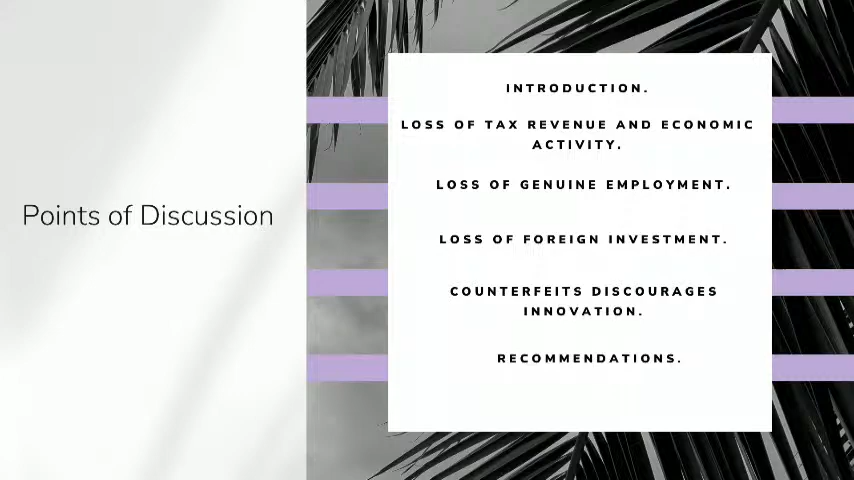 Points of Discussion
INTRODUCTION.
LOSS OF TAX REVENUE AND ECONOMIC
ACTIVITY.
LOSS OF GENUINE EMPLOYMENT.
LOSS OF FOREIGN INVESTMENT.
COUNTERFEITS DISCOURAGES
INNOVATION.
RECOMMENDATIONS.